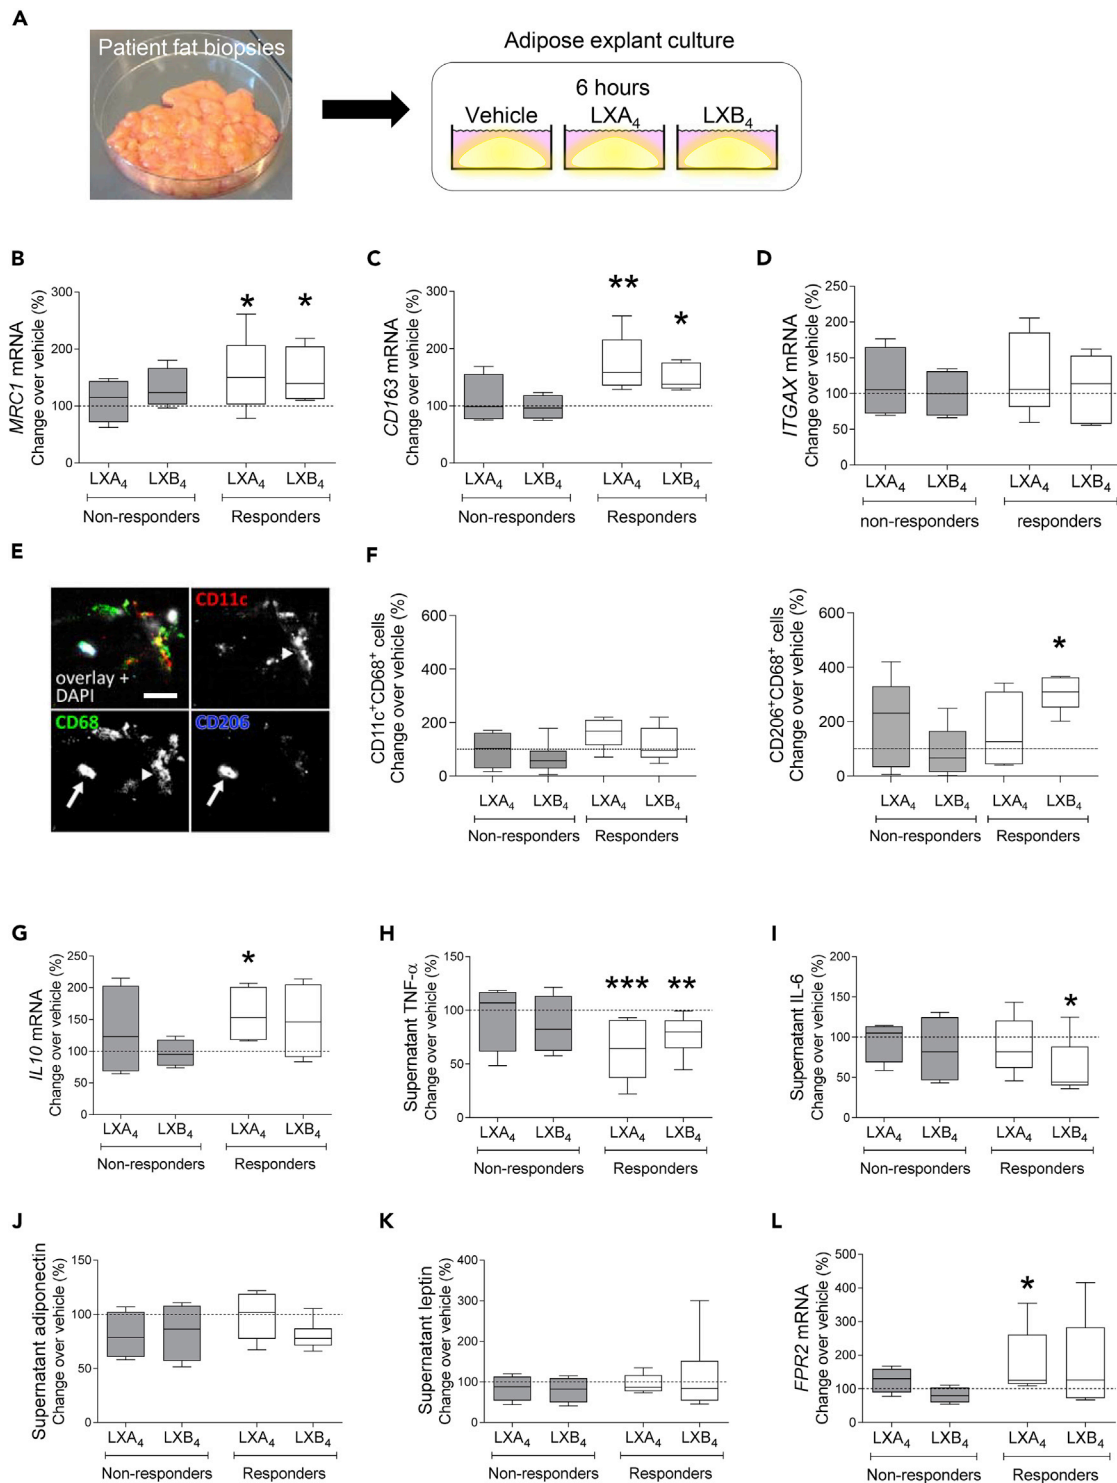 A
Patient fat biopsies
Adipose explant culture
6 hours
Vehicle LXA4 LXB4
B
MRC1 mRNA
Change over vehicle (%)
300
200
100
0
*
*
LXA4 LXB4 LXA4 LXB4
Non-responders Responders
C
CD163 mRNA
Change over vehicle (%)
300
200
100
0
**
*
LXA4 LXB4 LXA4 LXB4
Non-responders Responders
D
ITGAX mRNA
Change over vehicle (%)
250
200
150
100
50
0
LXA4 LXB4 LXA4 LXB4
non-responders responders
E
CD11c
overlay +
DAPI
CD68
CD206
F
CD11c+CD68+ cells
Change over vehicle (%)
600
400
200
0
LXA4 LXB4 LXA4 LXB4
Non-responders Responders
CD206+CD68+ cells
Change over vehicle (%)
600
400
200
0
*
LXA4 LXB4 LXA4 LXB4
Non-responders Responders
G
IL10 mRNA
Change over vehicle (%)
250
200
150
100
50
0
*
LXA4 LXB4 LXA4 LXB4
Non-responders Responders
H
Supernatant TNF-α
Change over vehicle (%)
150
100
50
0
***
**
LXA4 LXB4 LXA4 LXB4
Non-responders Responders
I
Supernatant IL-6
Change over vehicle (%)
200
150
100
50
0
*
LXA4 LXB4 LXA4 LXB4
Non-responders Responders
J
Supernatant adiponectin
Change over vehicle (%)
150
100
50
0
LXA4 LXB4 LXA4 LXB4
Non-responders Responders
K
Supernatant leptin
Change over vehicle (%)
400
300
200
100
0
LXA4 LXB4 LXA4 LXB4
Non-responders Responders
L
FPR2 mRNA
Change over vehicle (%)
500
400
300
200
100
0
*
LXA4 LXB4 LXA4 LXB4
Non-responders Responders